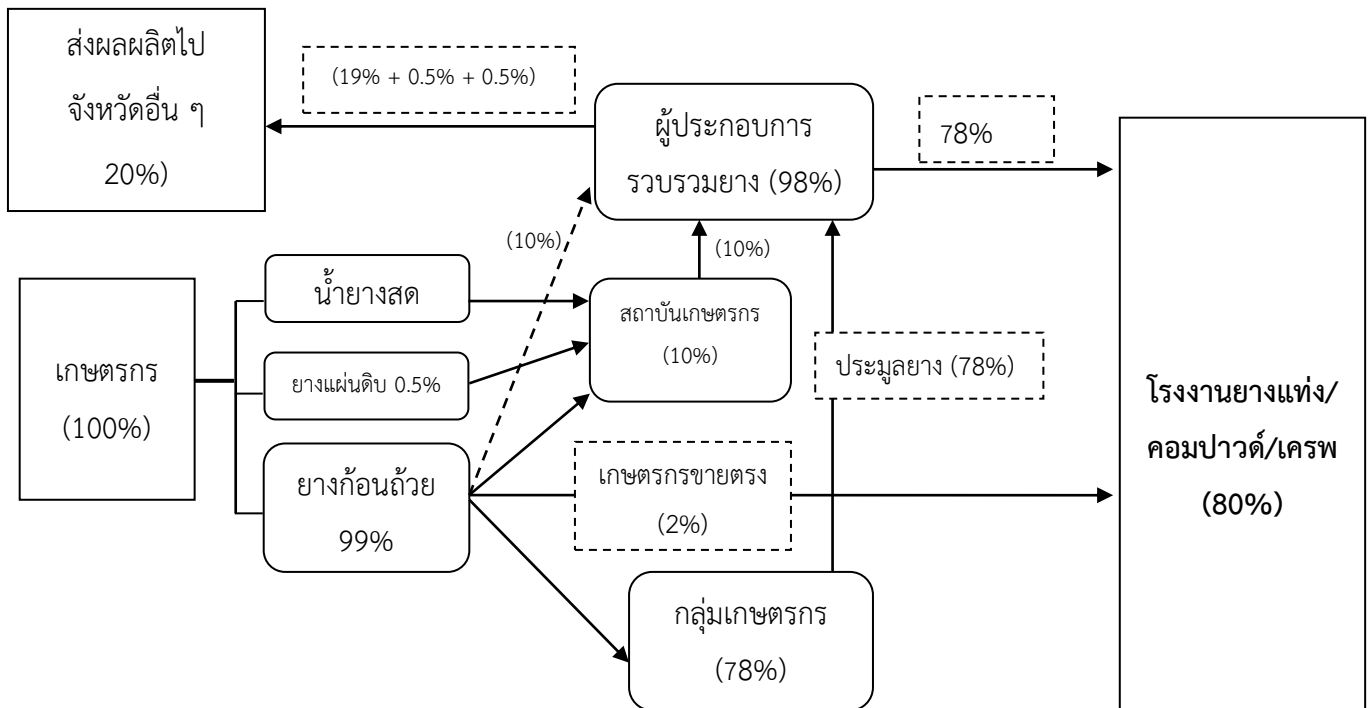 ส่งผลผลิตไป
จังหวัดอื่น ๆ
20%)
(19% + 0.5% + 0.5%)
ผู้ประกอบการ
รวบรวมยาง (98%)
78%
(10%)
(10%)
น้ำยางสด
สถาบันเกษตรกร
(10%)
เกษตรกร
(100%)
ยางแผ่นดิบ 0.5%
ประมูลยาง (78%)
โรงงานยางแท่ง/
คอมปาวด์/เครพ
(80%)
ยางก้อนถ้วย
99%
เกษตรกรขายตรง
(2%)
กลุ่มเกษตรกร
(78%)